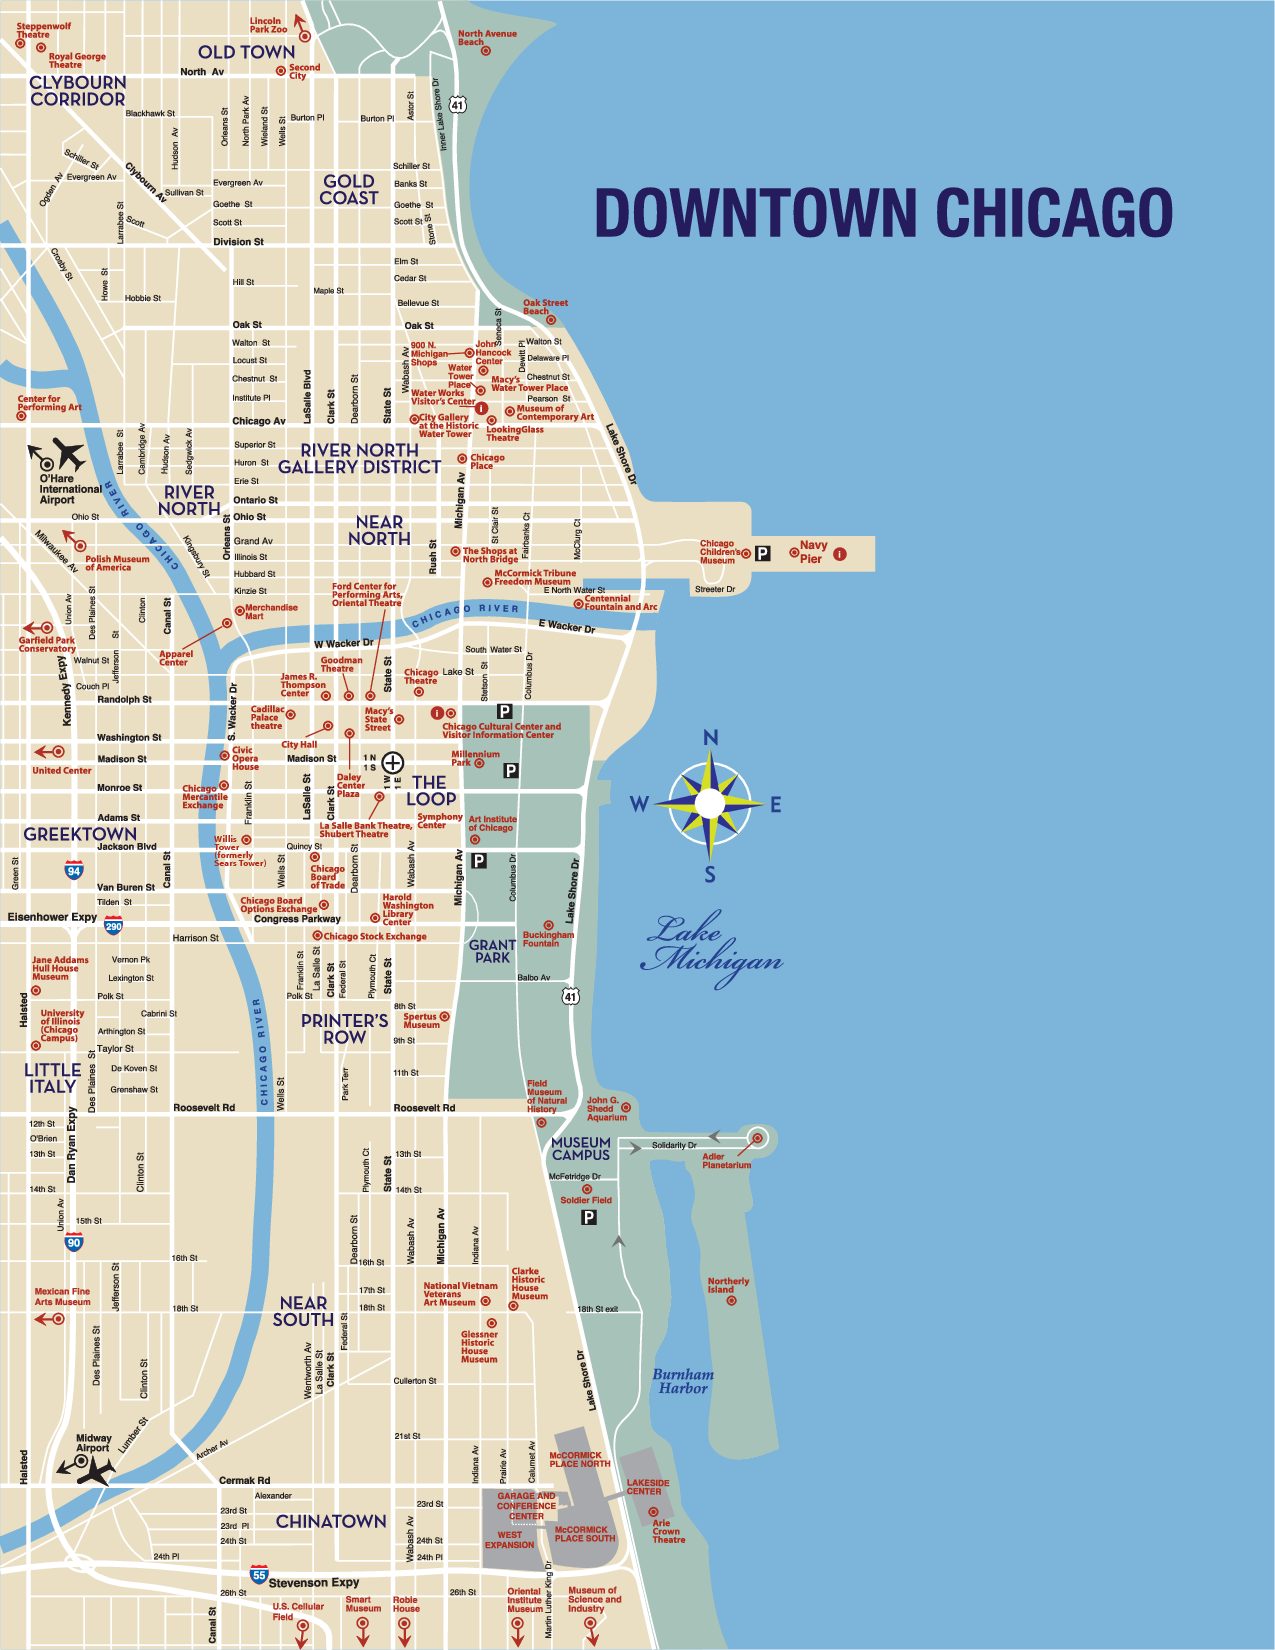 DOWNTOWN CHICAGO
Steppenwolf
Theatre
Royal George
Theatre
Lincoln
Park Zoo
OLD TOWN
North Av
Second
City
North Avenue
Beach
CLYBOURN
CORRIDOR
41
Inner Lake Shore Dr
Astor St
Blackhawk St
Hudson Av
Orleans St
North Park Av
Wieland St
Wells St
Burton Pl
Burton Pl
Schiller St
Evergreen Av
Ogden Av
Clybourn Av
Sullivan St
Larrabee St
Scott
Evergreen Av
Goethe St
Scott St
Division St
GOLD
COAST
Schiller St
Banks St
Goethe St
Scott St
Stone St
Crosby St
Howe St
Hobbie St
Hill St
Maple St
Elm St
Cedar St
Bellevue St
Oak St
Oak St
Oak Street
Beach
Seneca St
Walton St
Locust St
Chestnut St
Institute Pl
Chicago Av
LaSalle Blvd
Clark St
Dearborn St
State St
Wabash Av
900 N.
Michigan
Shops
John
Hancock
Center
Dewitt Pl
Walton St
Delaware Pl
Chestnut St
Pearson St
Water
Tower
Place
Macy's
Water Tower Place
Water Works
Visitor's Center
i
Museum of
Contemporary Art
City Gallery
at the Historic
Water Tower
LookingGlass
Theatre
Center for
Performing Art
O'Hare
International
Airport
Larrabee St
Cambridge Av
Hudson Av
Sedgwick Av
Superior St
Huron St
Erie St
Ontario St
Ohio St
Grand Av
Illinois St
Hubbard St
Kinzie St
Orleans St
RIVER NORTH
GALLERY DISTRICT
RIVER
NORTH
NEAR
NORTH
CHICAGO RIVER
Chicago
Place
Michigan Av
Lake Shore Dr
St Clair St
Fairbanks Ct
McClurg Ct
Rush St
The Shops at
North Bridge
McCormick Tribune
Freedom Museum
E North Water St
Centennial
Fountain and Arc
Chicago
Children's
Museum
P
Navy
Pier
i
Streeter Dr
Ohio St
Milwaukee Av
Polish Museum
of America
Kingsbury St
Union Av
Des Plaines St
Clinton
Canal St
Merchandise
Mart
Apparel
Center
Ford Center for
Performing Arts,
Oriental Theatre
CHICAGO RIVER
E Wacker Dr
W Wacker Dr
Garfield Park
Conservatory
Walnut St
Jefferson St
Couch Pl
Randolph St
Kennedy Expy
Washington St
Madison St
United Center
Monroe St
Adams St
GREEKTOWN
Jackson Blvd
S. Wacker Dr
Goodman
Theatre
James R.
Thompson
Center
State St
Chicago
Theatre
Lake St
South Water St
Stetson St
Columbus Dr
Cadillac
Palace
theatre
Macy's
State
Street
i
P
Chicago Cultural Center and
Visitor Information Center
City Hall
Civic
Opera
House
Madison St
1 N
1 S
1 W
1 E
Millennium
Park
P
Daley
Center
Plaza
THE
LOOP
Chicago
Mercantile
Exchange
Franklin St
LaSalle St
Clark St
La Salle Bank Theatre,
Shubert Theatre
Symphony
Center
Art Institute
of Chicago
Willis
Tower
(formerly
Sears Tower)
Quincy St
Wells St
Chicago
Board
of Trade
Dearborn St
Wabash Av
Michigan Av
P
Columbus Dr
Lake Shore Dr
N
W
E
S
Lake
Michigan
Green St
94
Canal St
Van Buren St
Tilden St
Eisenhower Expy
290
Chicago Board
Options Exchange
Congress Parkway
Harold
Washington
Library
Center
Harrison St
Chicago Stock Exchange
GRANT
PARK
Buckingham
Fountain
Balbo Av
41
Jane Addams
Hull House
Museum
Halsted
Vernon Pk
Lexington St
Polk St
Cabrini St
Arthington St
Taylor St
De Koven St
Grenshaw St
Des Plaines St
University
of Illinois
(Chicago
Campus)
LITTLE
ITALY
CHICAGO RIVER
Franklin St
La Salle St
Clark St
Federal St
Plymouth Ct
State St
Polk St
PRINTER'S
ROW
8th St
Spertus
Museum
9th St
11th St
Wells St
Park Terr
Roosevelt Rd
Roosevelt Rd
Field
Museum
of Natural
History
John G.
Shedd
Aquarium
MUSEUM
CAMPUS
Solidarity Dr
Adler
Planetarium
McFetridge Dr
Soldier Field
P
12th St
O'Brien
13th St
14th St
Dan Ryan Expy
Clinton St
Union Av
15th St
90
16th St
Plymouth Ct
State St
13th St
14th St
Dearborn St
Wabash Av
Michigan Av
Indiana Av
16th St
17th St
18th St
Mexican Fine
Arts Museum
Jefferson St
18th St
Des Plaines St
Clinton St
NEAR
SOUTH
Federal St
Wentworth Av
La Salle St
Clark St
National Vietnam
Veterans
Art Museum
Clarke
Historic
House
Museum
Glessner
Historic
House
Museum
18th St exit
Northerly
Island
Burnham
Harbor
Lake Shore Dr
Cullerton St
21st St
Halsted
Midway
Airport
Lumber St
Archer Av
Cermak Rd
Alexander
23rd St
23rd Pl
24th St
24th Pl
CHINATOWN
Indiana Av
Prairie Av
Calumet Av
23rd St
Wabash Av
24th St
24th Pl
McCORMICK
PLACE NORTH
LAKESIDE
CENTER
GARAGE AND
CONFERENCE
CENTER
WEST
EXPANSION
McCORMICK
PLACE SOUTH
Arie
Crown
Theatre
55
Stevenson Expy
26th St
26th St
Canal St
U.S. Cellular
Field
Smart
Museum
Robie
House
Oriental
Institute
Museum
Martin Luther King Dr
Museum of
Science and
Industry